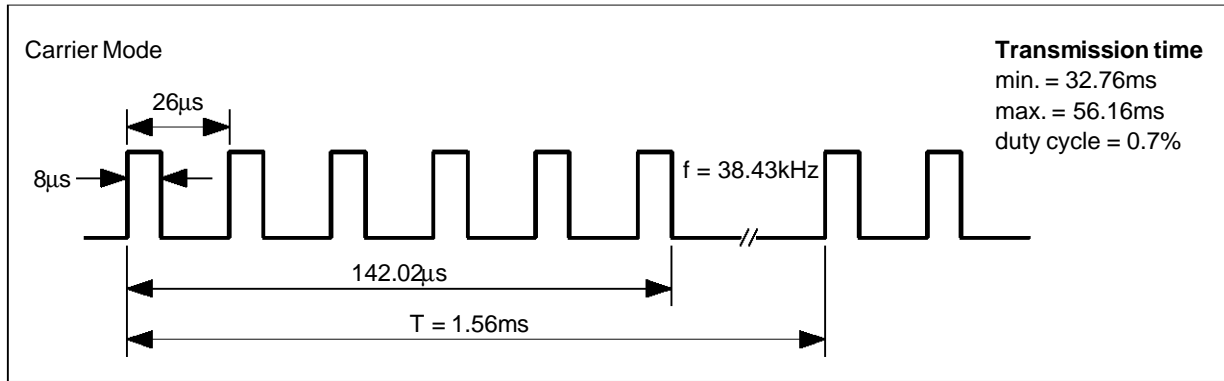 Carrier Mode
Transmission time
min. = 32.76ms
max. = 56.16ms
duty cycle = 0.7%
26μs
8μs
f = 38.43kHz
142.02μs
T = 1.56ms